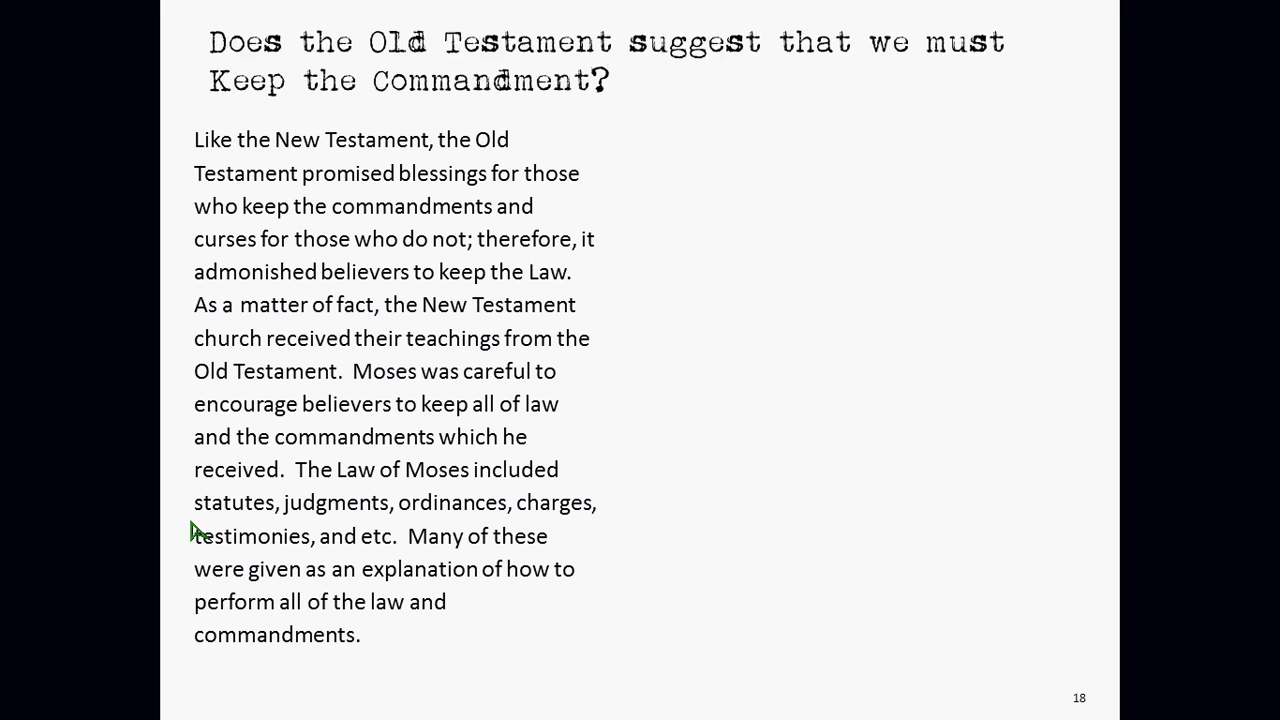 Does the Old Testament suggest that we must
Keep the Commandment?
Like the New Testament, the Old
Testament promised blessings for those
who keep the commandments and
curses for those who do not; therefore, it
admonished believers to keep the Law.
As a matter of fact, the New Testament
church received their teachings from the
Old Testament.  Moses was careful to
encourage believers to keep all of law
and the commandments which he
received.  The Law of Moses included
statutes, judgments, ordinances, charges,
testimonies, and etc.  Many of these
were given as an explanation of how to
perform all of the law and
commandments.
18